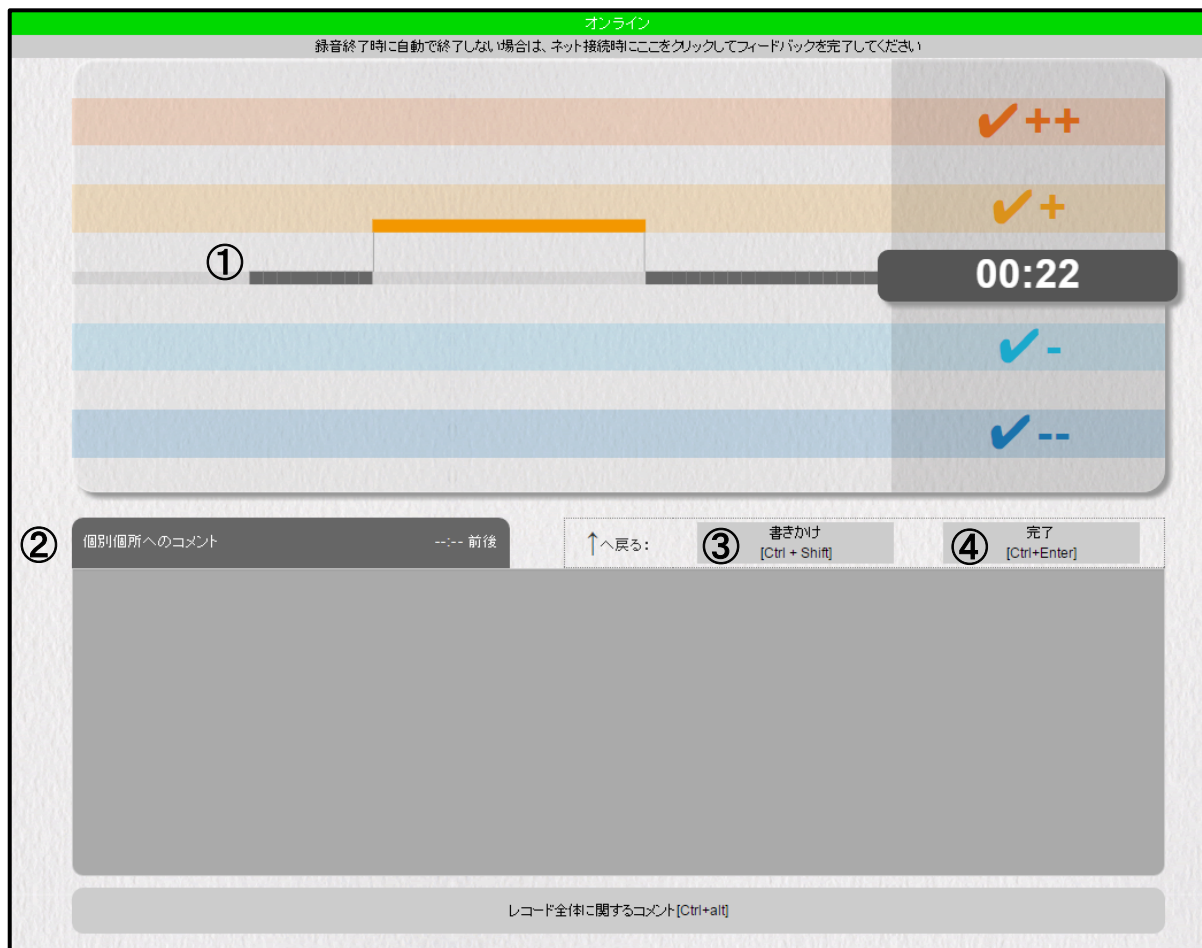 オンライン
録音終了時に自動で終了しない場合は、ネット接続時にここをクリックしてフィードバックを完了してください
✔++
✔+
①
00:22
✔-
✔--
② 個別個所へのコメント --:-- 前後
↑へ戻る:
③ 書きかけ
[Ctrl + Shift]
④ 完了
[Ctrl+Enter]
レコード全体に関するコメント[Ctrl+alt]